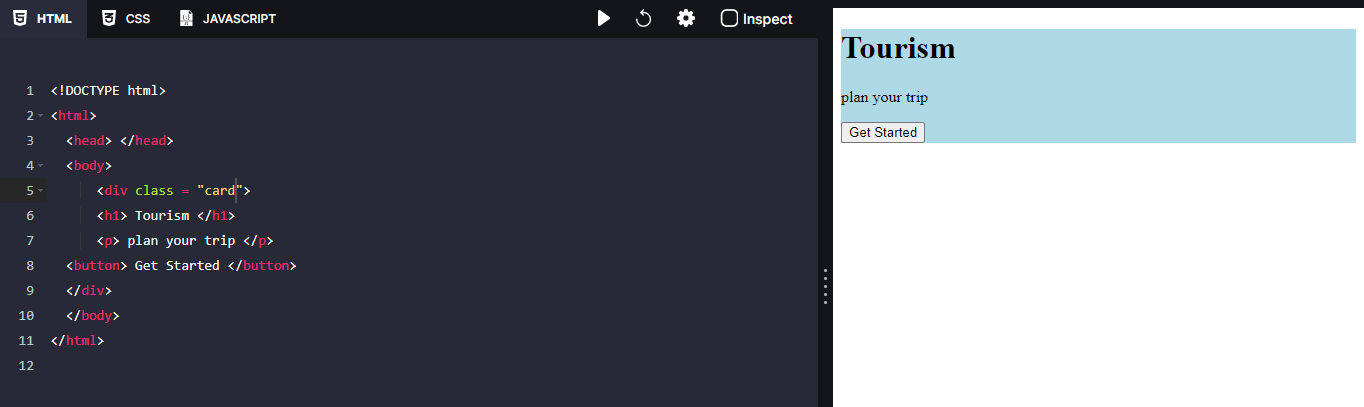 HTML CSS JAVASCRIPT Inspect
1 <!DOCTYPE html>
2 <html>
3 <head> </head>
4 <body>
5 <div class = "card">
6 <h1> Tourism </h1>
7 <p> plan your trip </p>
8 <button> Get Started </button>
9 </div>
10 </body>
11 </html>
12
Tourism
plan your trip
Get Started